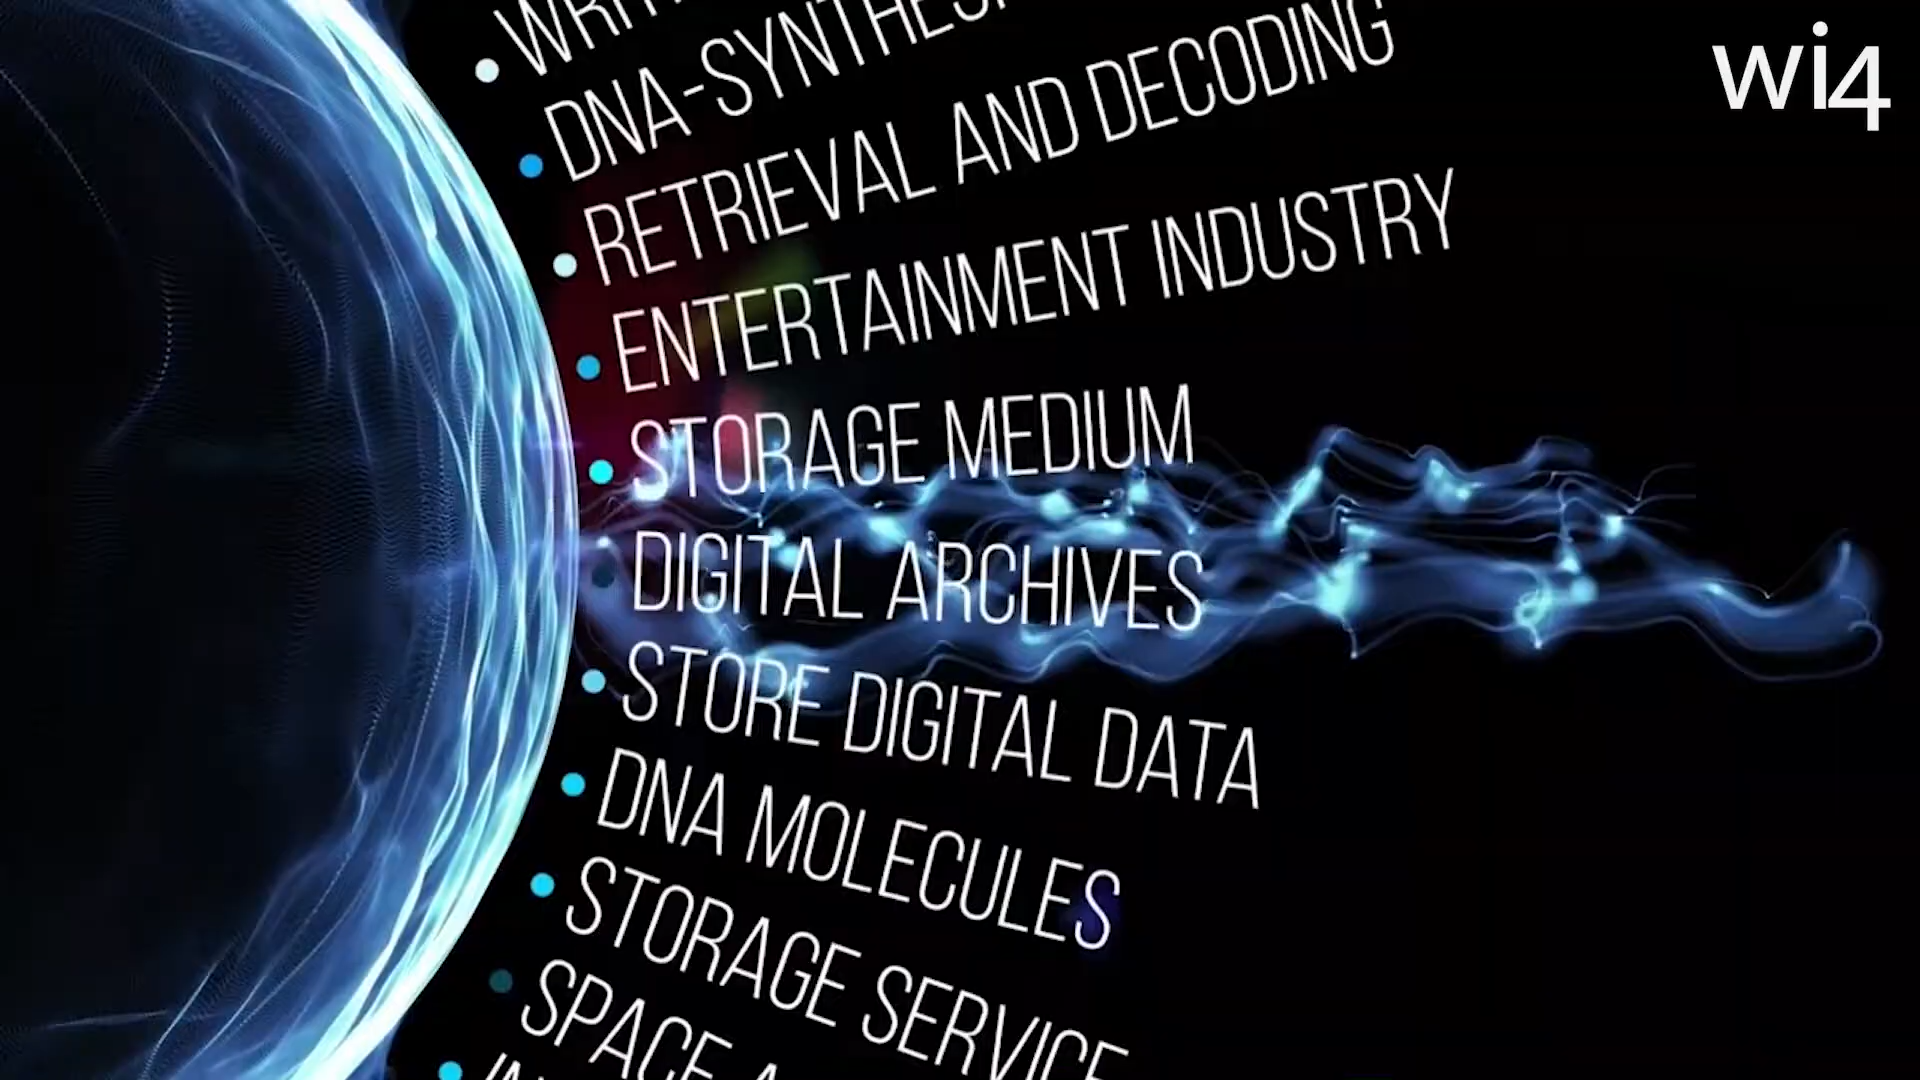 wi4
DNA-SYNTHESI
RETRIEVAL AND DECODING
ENTERTAINMENT INDUSTRY
STORAGE MEDIUM
DIGITAL ARCHIVES
STORE DIGITAL DATA
DNA MOLECULES
STORAGE SERVICE
SPACE